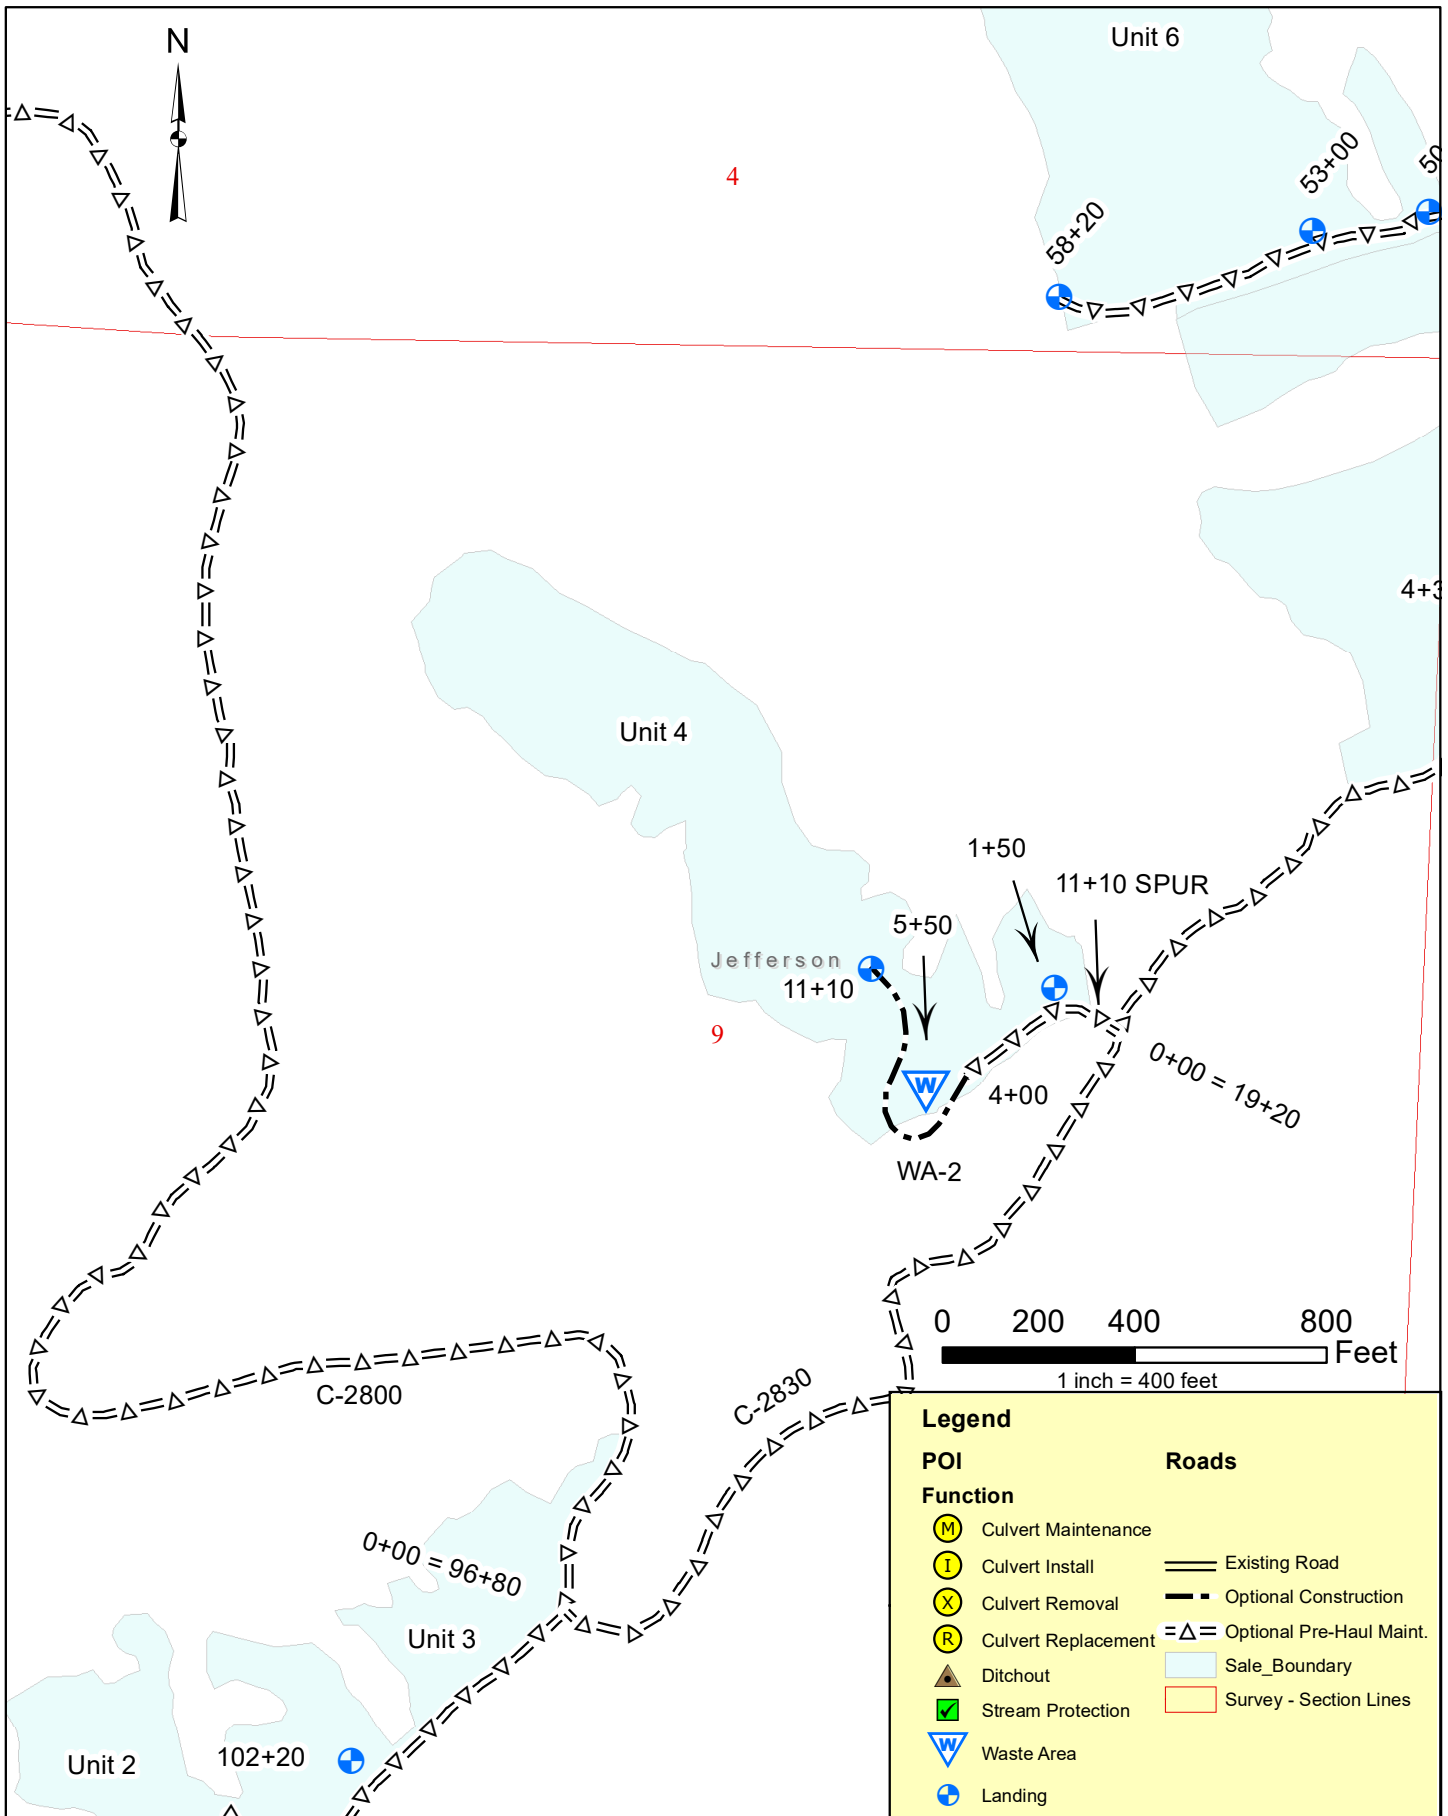 N
Unit 6
4
53+00
50
58+20
4+3
Unit 4
1+50
11+10 SPUR
5+50
Jefferson
11+10
9
W
4+00
0+00 = 19+20
WA-2
0 200 400 800
Feet
1 inch = 400 feet
C-2800
C-2830
0+00 = 96+80
Unit 3
Unit 2
102+20
Legend
POI
Roads
Function
M Culvert Maintenance
I Culvert Install
X Culvert Removal
R Culvert Replacement
Ditchout
Stream Protection
W Waste Area
Landing
Existing Road
Optional Construction
Optional Pre-Haul Maint.
Sale_Boundary
Survey - Section Lines